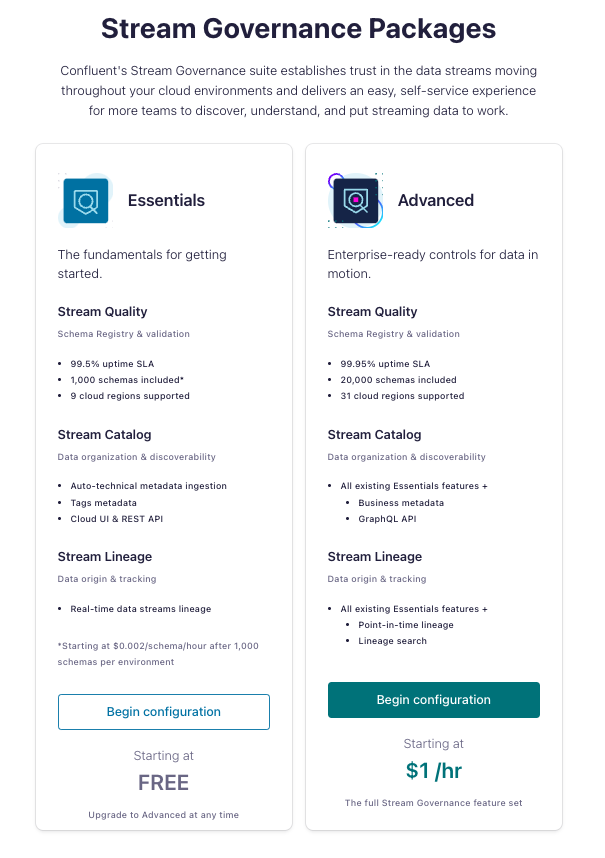 Stream Governance Packages
Confluent's Stream Governance suite establishes trust in the data streams moving
throughout your cloud environments and delivers an easy, self-service experience
for more teams to discover, understand, and put streaming data to work.
Essentials
The fundamentals for getting
started.
Stream Quality
Schema Registry & validation
• 99.5% uptime SLA
• 1,000 schemas included*
• 9 cloud regions supported
Stream Catalog
Data organization & discoverability
• Auto-technical metadata ingestion
• Tags metadata
• Cloud UI & REST API
Stream Lineage
Data origin & tracking
• Real-time data streams lineage
*Starting at $0.002/schema/hour after 1,000
schemas per environment
Begin configuration
Starting at
FREE
Upgrade to Advanced at any time
Advanced
Enterprise-ready controls for data in
motion.
Stream Quality
Schema Registry & validation
• 99.95% uptime SLA
• 20,000 schemas included
• 31 cloud regions supported
Stream Catalog
Data organization & discoverability
• All existing Essentials features +
• Business metadata
• GraphQL API
Stream Lineage
Data origin & tracking
• All existing Essentials features +
• Point-in-time lineage
• Lineage search
Begin configuration
Starting at
$1 /hr
The full Stream Governance feature set